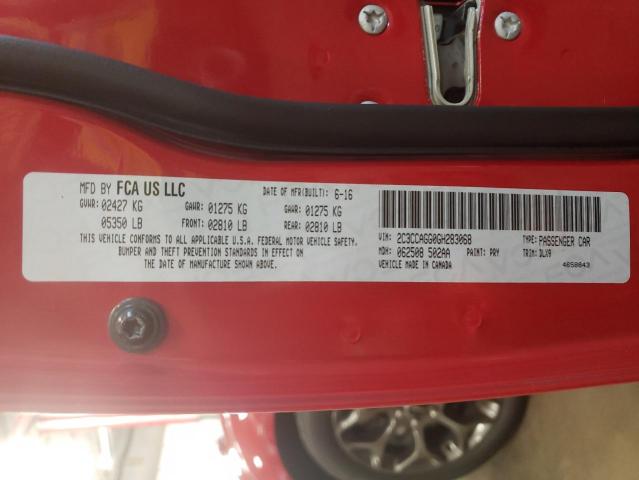 MFD BY FCA US LLC DATE OF MFR(BUILT): 6-16
GVWR: 02427 KG GAWR: 01275 KG GAWR: 01275 KG
05350 LB FRONT: 02810 LB REAR: 02810 LB
THIS VEHICLE CONFORMS TO ALL APPLICABLE U.S.A. FEDERAL MOTOR VEHICLE SAFETY,
BUMPER AND THEFT PREVENTION STANDARDS IN EFFECT ON
THE DATE OF MANUFACTURE SHOWN ABOVE.
VIN: 2C3CCAGG0GH283068 TYPE: PASSENGER CAR
MDH: 062508 502AA PAINT: PRY TRIM: DLX9
VEHICLE MADE IN CANADA 4658643